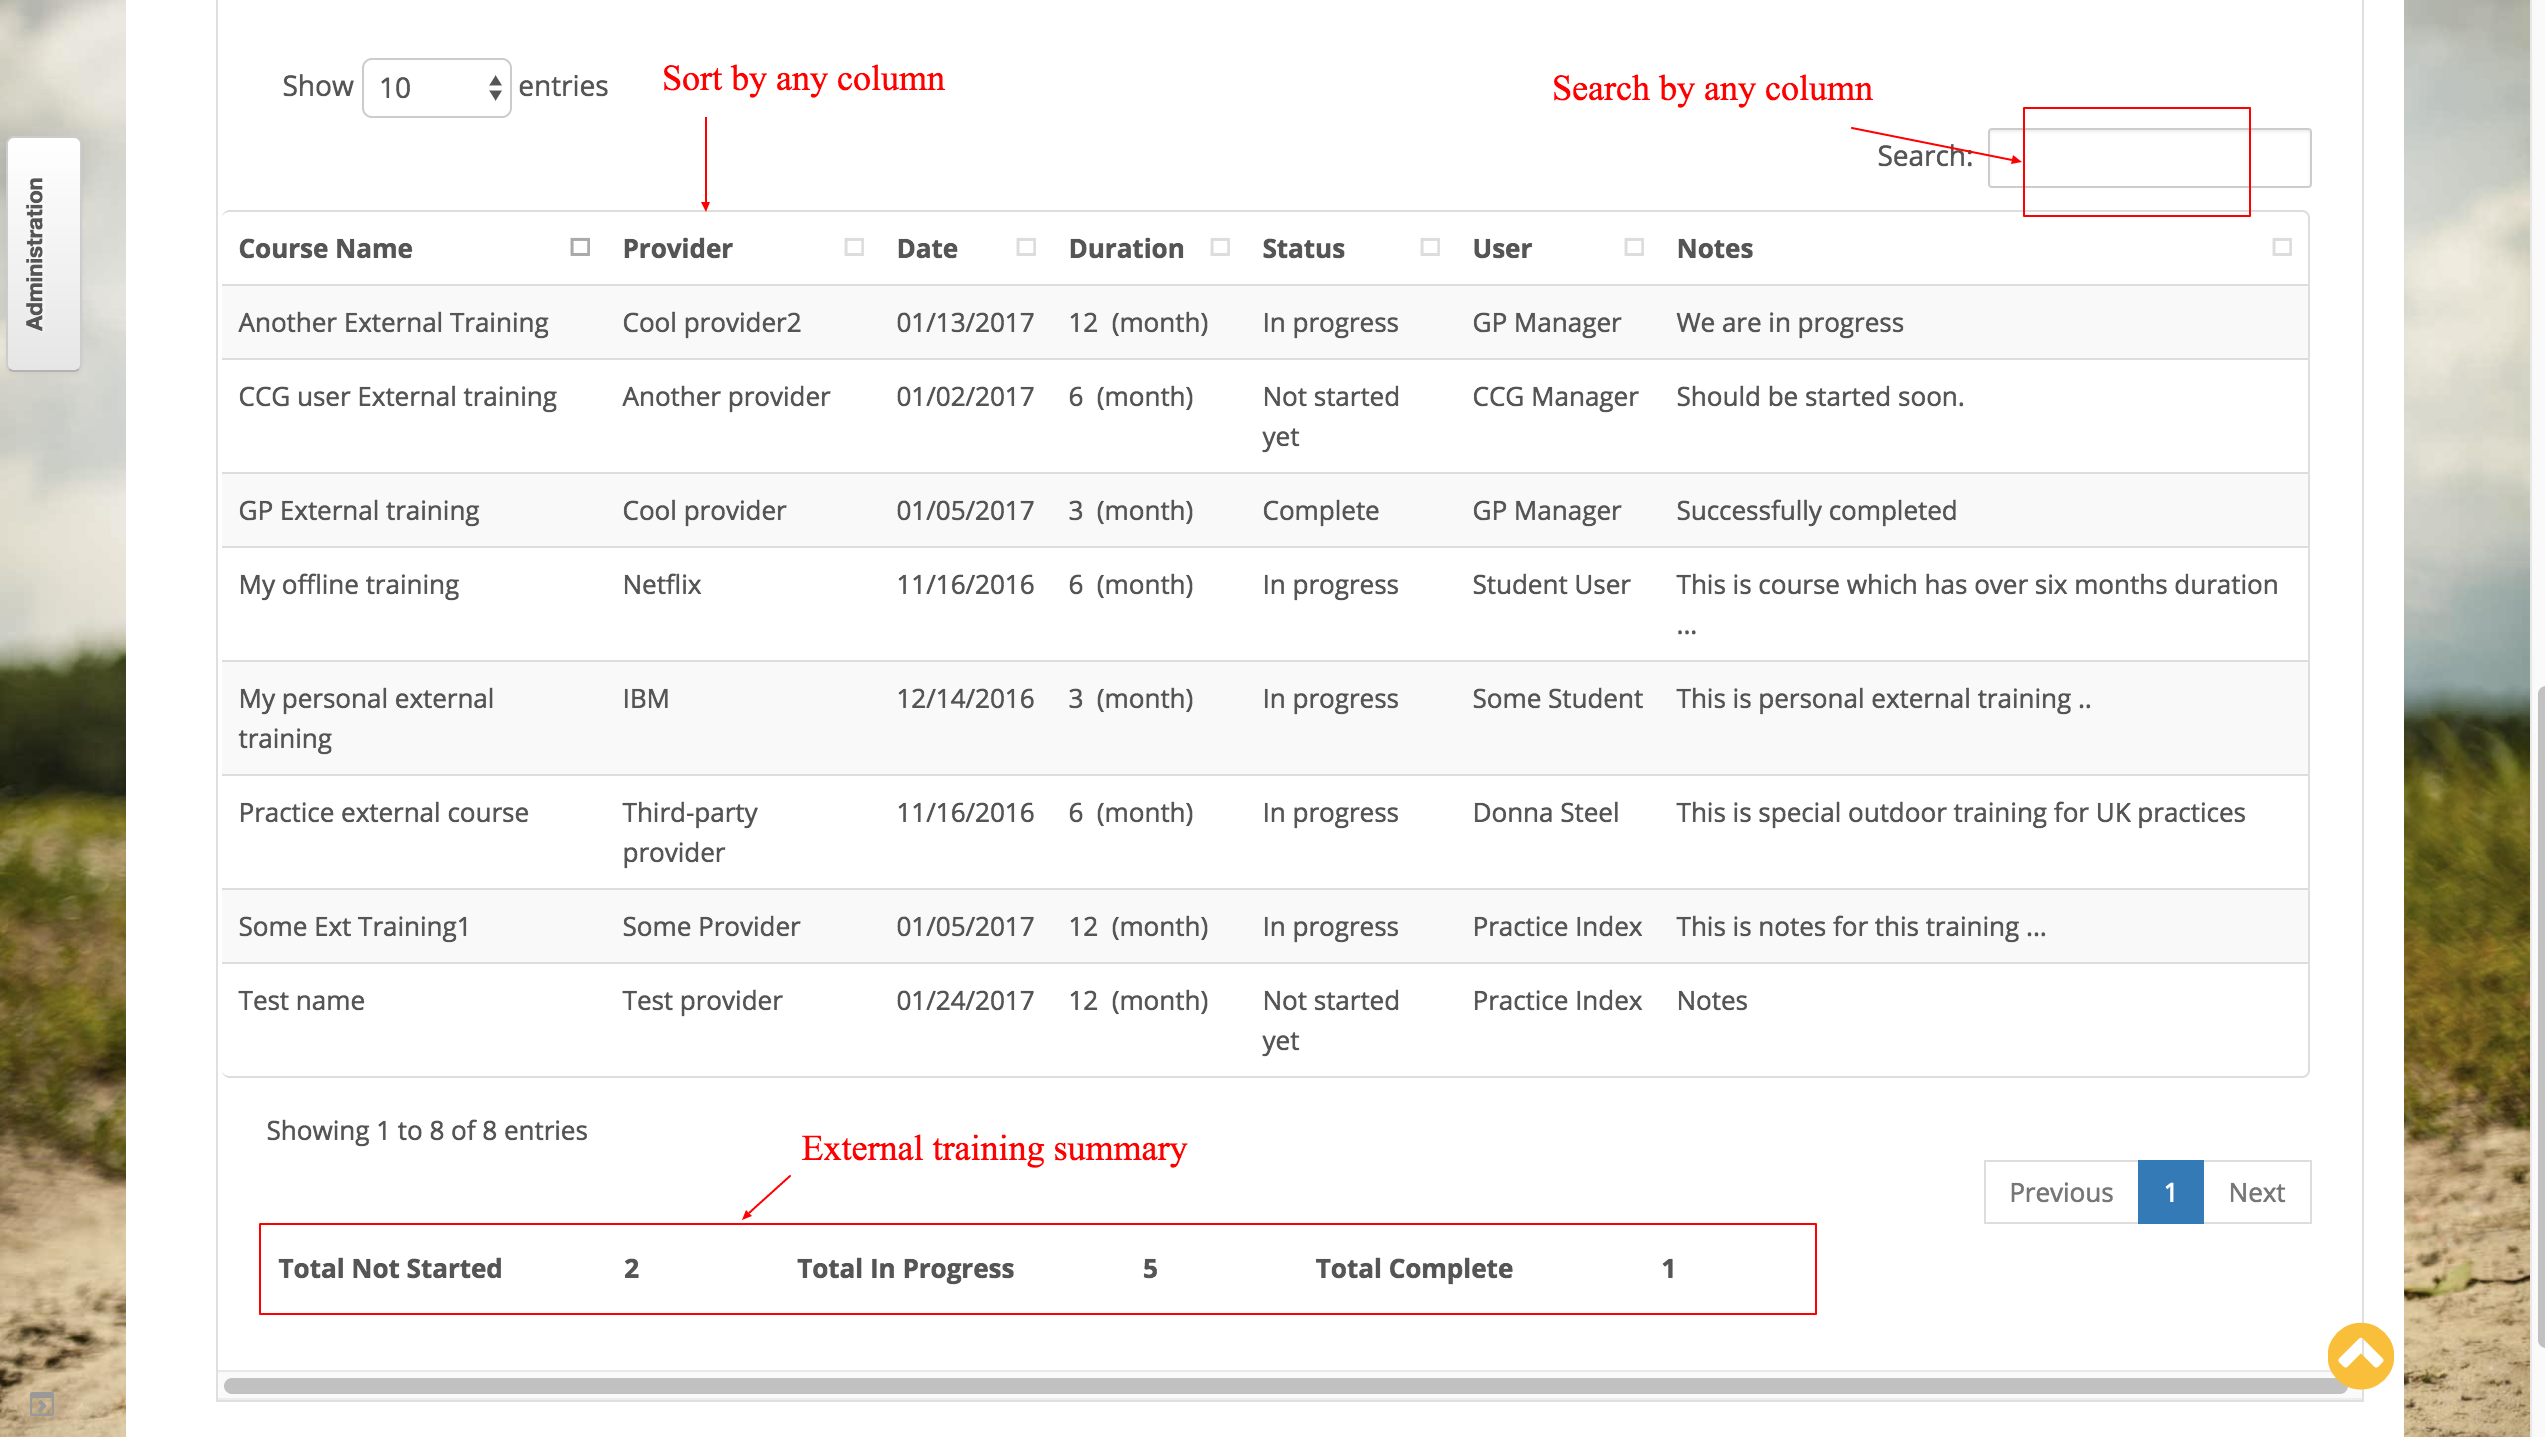 Show 10 entries
Sort by any column
Search by any column
Search:
Administration
Course Name Provider Date Duration Status User Notes
Another External Training Cool provider2 01/13/2017 12 (month) In progress GP Manager We are in progress
CCG user External training Another provider 01/02/2017 6 (month) Not started CCG Manager Should be started soon.
yet
GP External training Cool provider 01/05/2017 3 (month) Complete GP Manager Successfully completed
My offline training Netflix 11/16/2016 6 (month) In progress Student User This is course which has over six months duration
...
My personal external IBM 12/14/2016 3 (month) In progress Some Student This is personal external training ..
training
Practice external course Third-party 11/16/2016 6 (month) In progress Donna Steel This is special outdoor training for UK practices
provider
Some Ext Training1 Some Provider 01/05/2017 12 (month) In progress Practice Index This is notes for this training ...
Test name Test provider 01/24/2017 12 (month) Not started Practice Index Notes
yet
Showing 1 to 8 of 8 entries
External training summary
Previous 1 Next
Total Not Started 2 Total In Progress 5 Total Complete 1